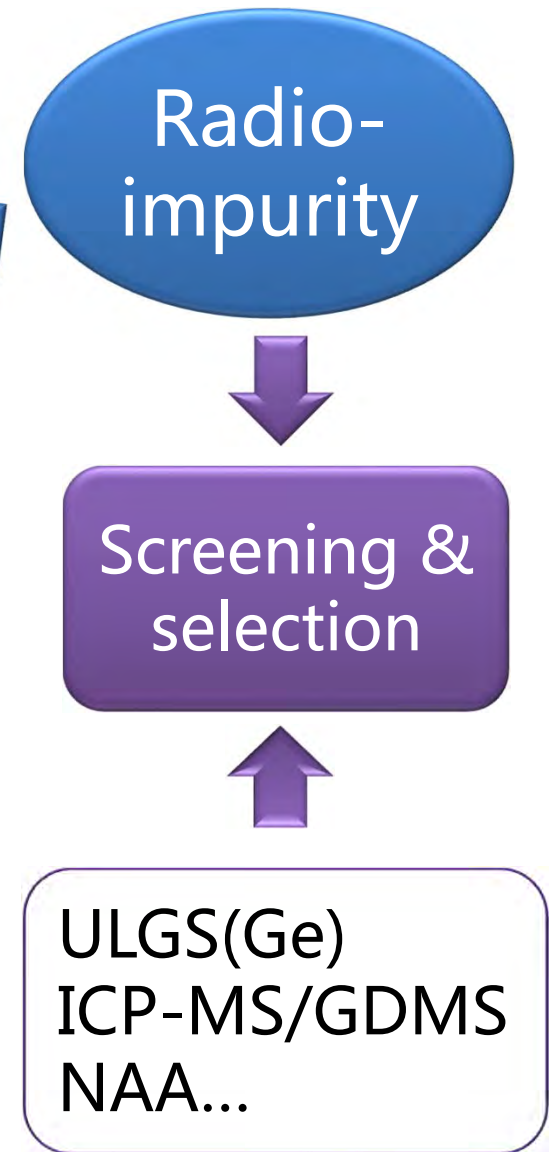 Radio-
impurity
Screening &
selection
ULGS(Ge)
ICP-MS/GDMS
NAA...